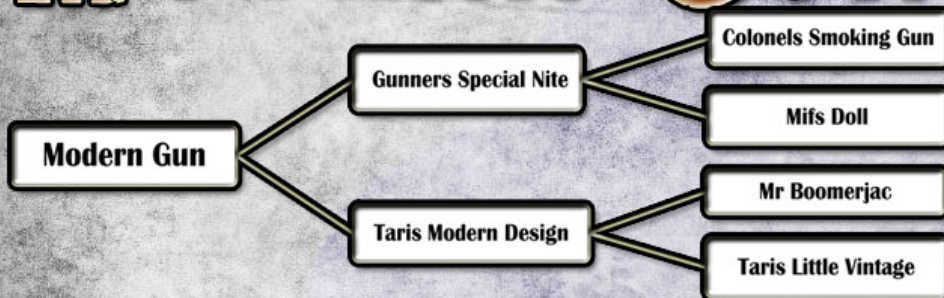 Colonels Smoking Gun
Gunners Special Nite
Mifs Doll
Modern Gun
Mr Boomerjac
Taris Modern Design
Taris Little Vintage